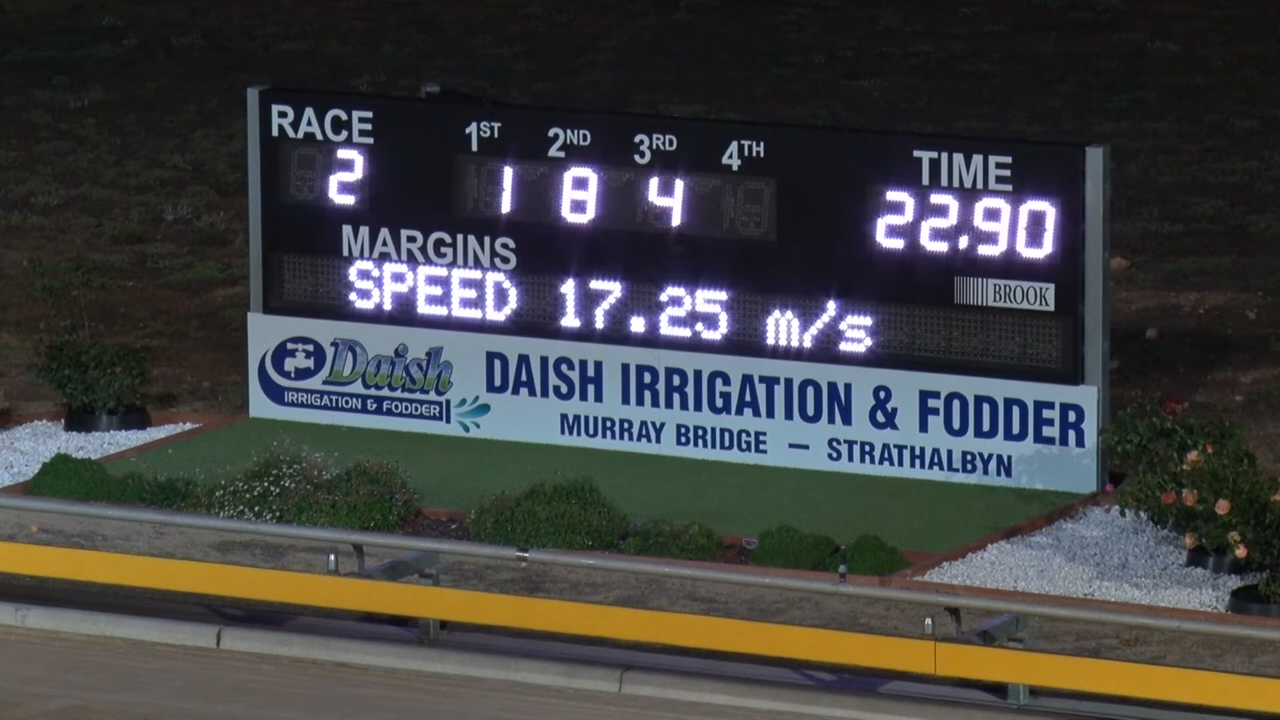 RACE 1ST 2ND 3RD 4TH TIME
2 1 8 4 22.90
MARGINS
BROOK
SPEED 17.25 m/s
Daish
IRRIGATION & FODDER
DAISH IRRIGATION & FODDER
MURRAY BRIDGE — STRATHALBYN